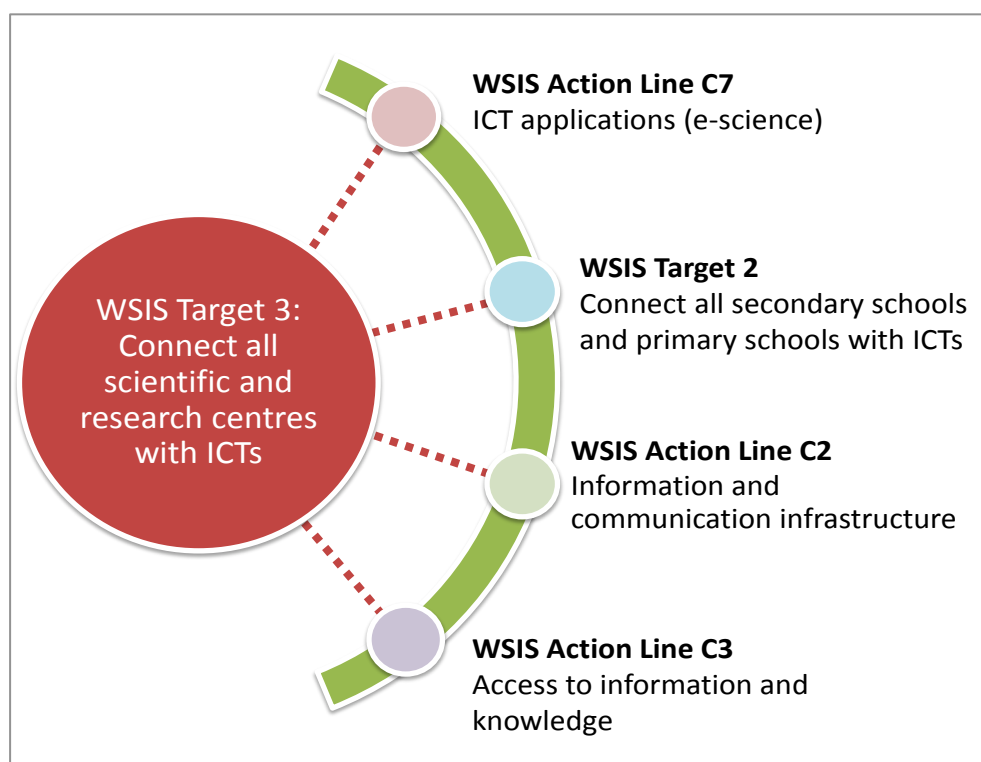 WSIS Target 3:
Connect all
scientific and
research centres
with ICTs
WSIS Action Line C7
ICT applications (e-science)
WSIS Target 2
Connect all secondary schools
and primary schools with ICTs
WSIS Action Line C2
Information and
communication infrastructure
WSIS Action Line C3
Access to information and
knowledge